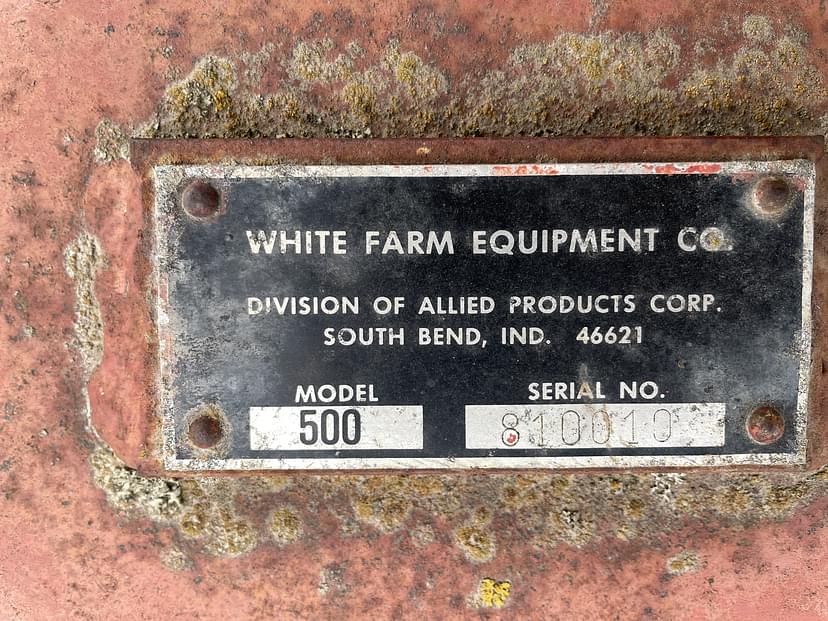 WHITE FARM EQUIPMENT CO.
DIVISION OF ALLIED PRODUCTS CORP.
SOUTH BEND, IND. 46621
MODEL SERIAL NO.
500 810010